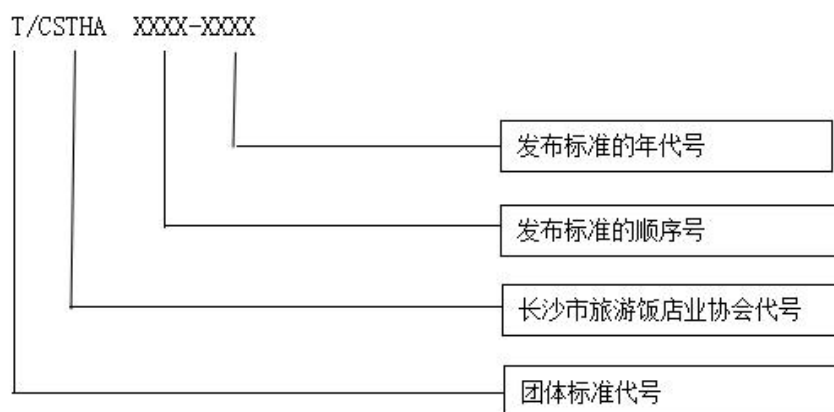 T/CSTHA XXXX-XXXX
发布标准的年代号
发布标准的顺序号
长沙市旅游饭店业协会代号
团体标准代号